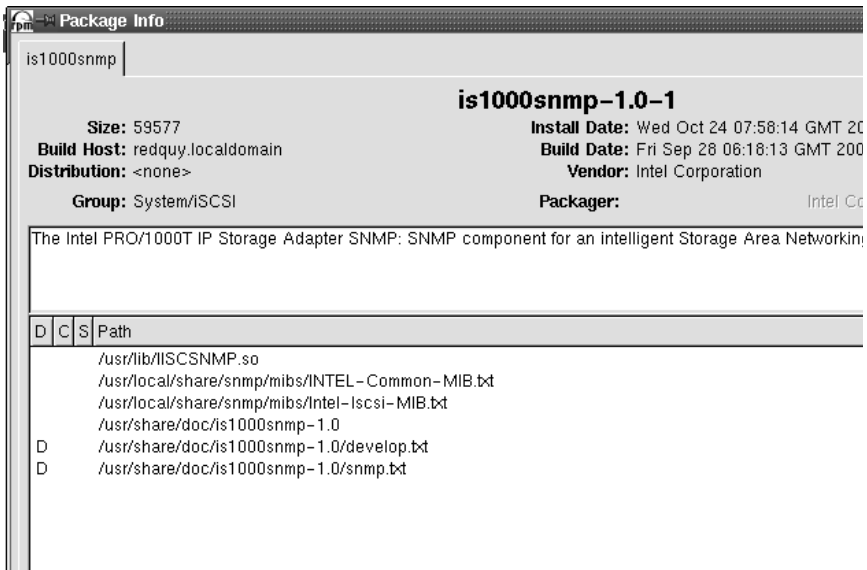 rpm Package Info
is1000snmp
is1000snmp-1.0-1
Size: 59577 Install Date: Wed Oct 24 07:58:14 GMT 20
Build Host: redquy.localdomain Build Date: Fri Sep 28 06:18:13 GMT 200
Distribution: <none> Vendor: Intel Corporation
Group: System/iSCSI Packager: Intel Co
The Intel PRO/1000T IP Storage Adapter SNMP: SNMP component for an intelligent Storage Area Networking
D C S Path
/usr/lib/IISCSNMP.so
/usr/local/share/snmp/mibs/INTEL-Common-MIB.txt
/usr/local/share/snmp/mibs/Intel-Iscsi-MIB.txt
/usr/share/doc/is1000snmp-1.0
D /usr/share/doc/is1000snmp-1.0/develop.txt
D /usr/share/doc/is1000snmp-1.0/snmp.txt